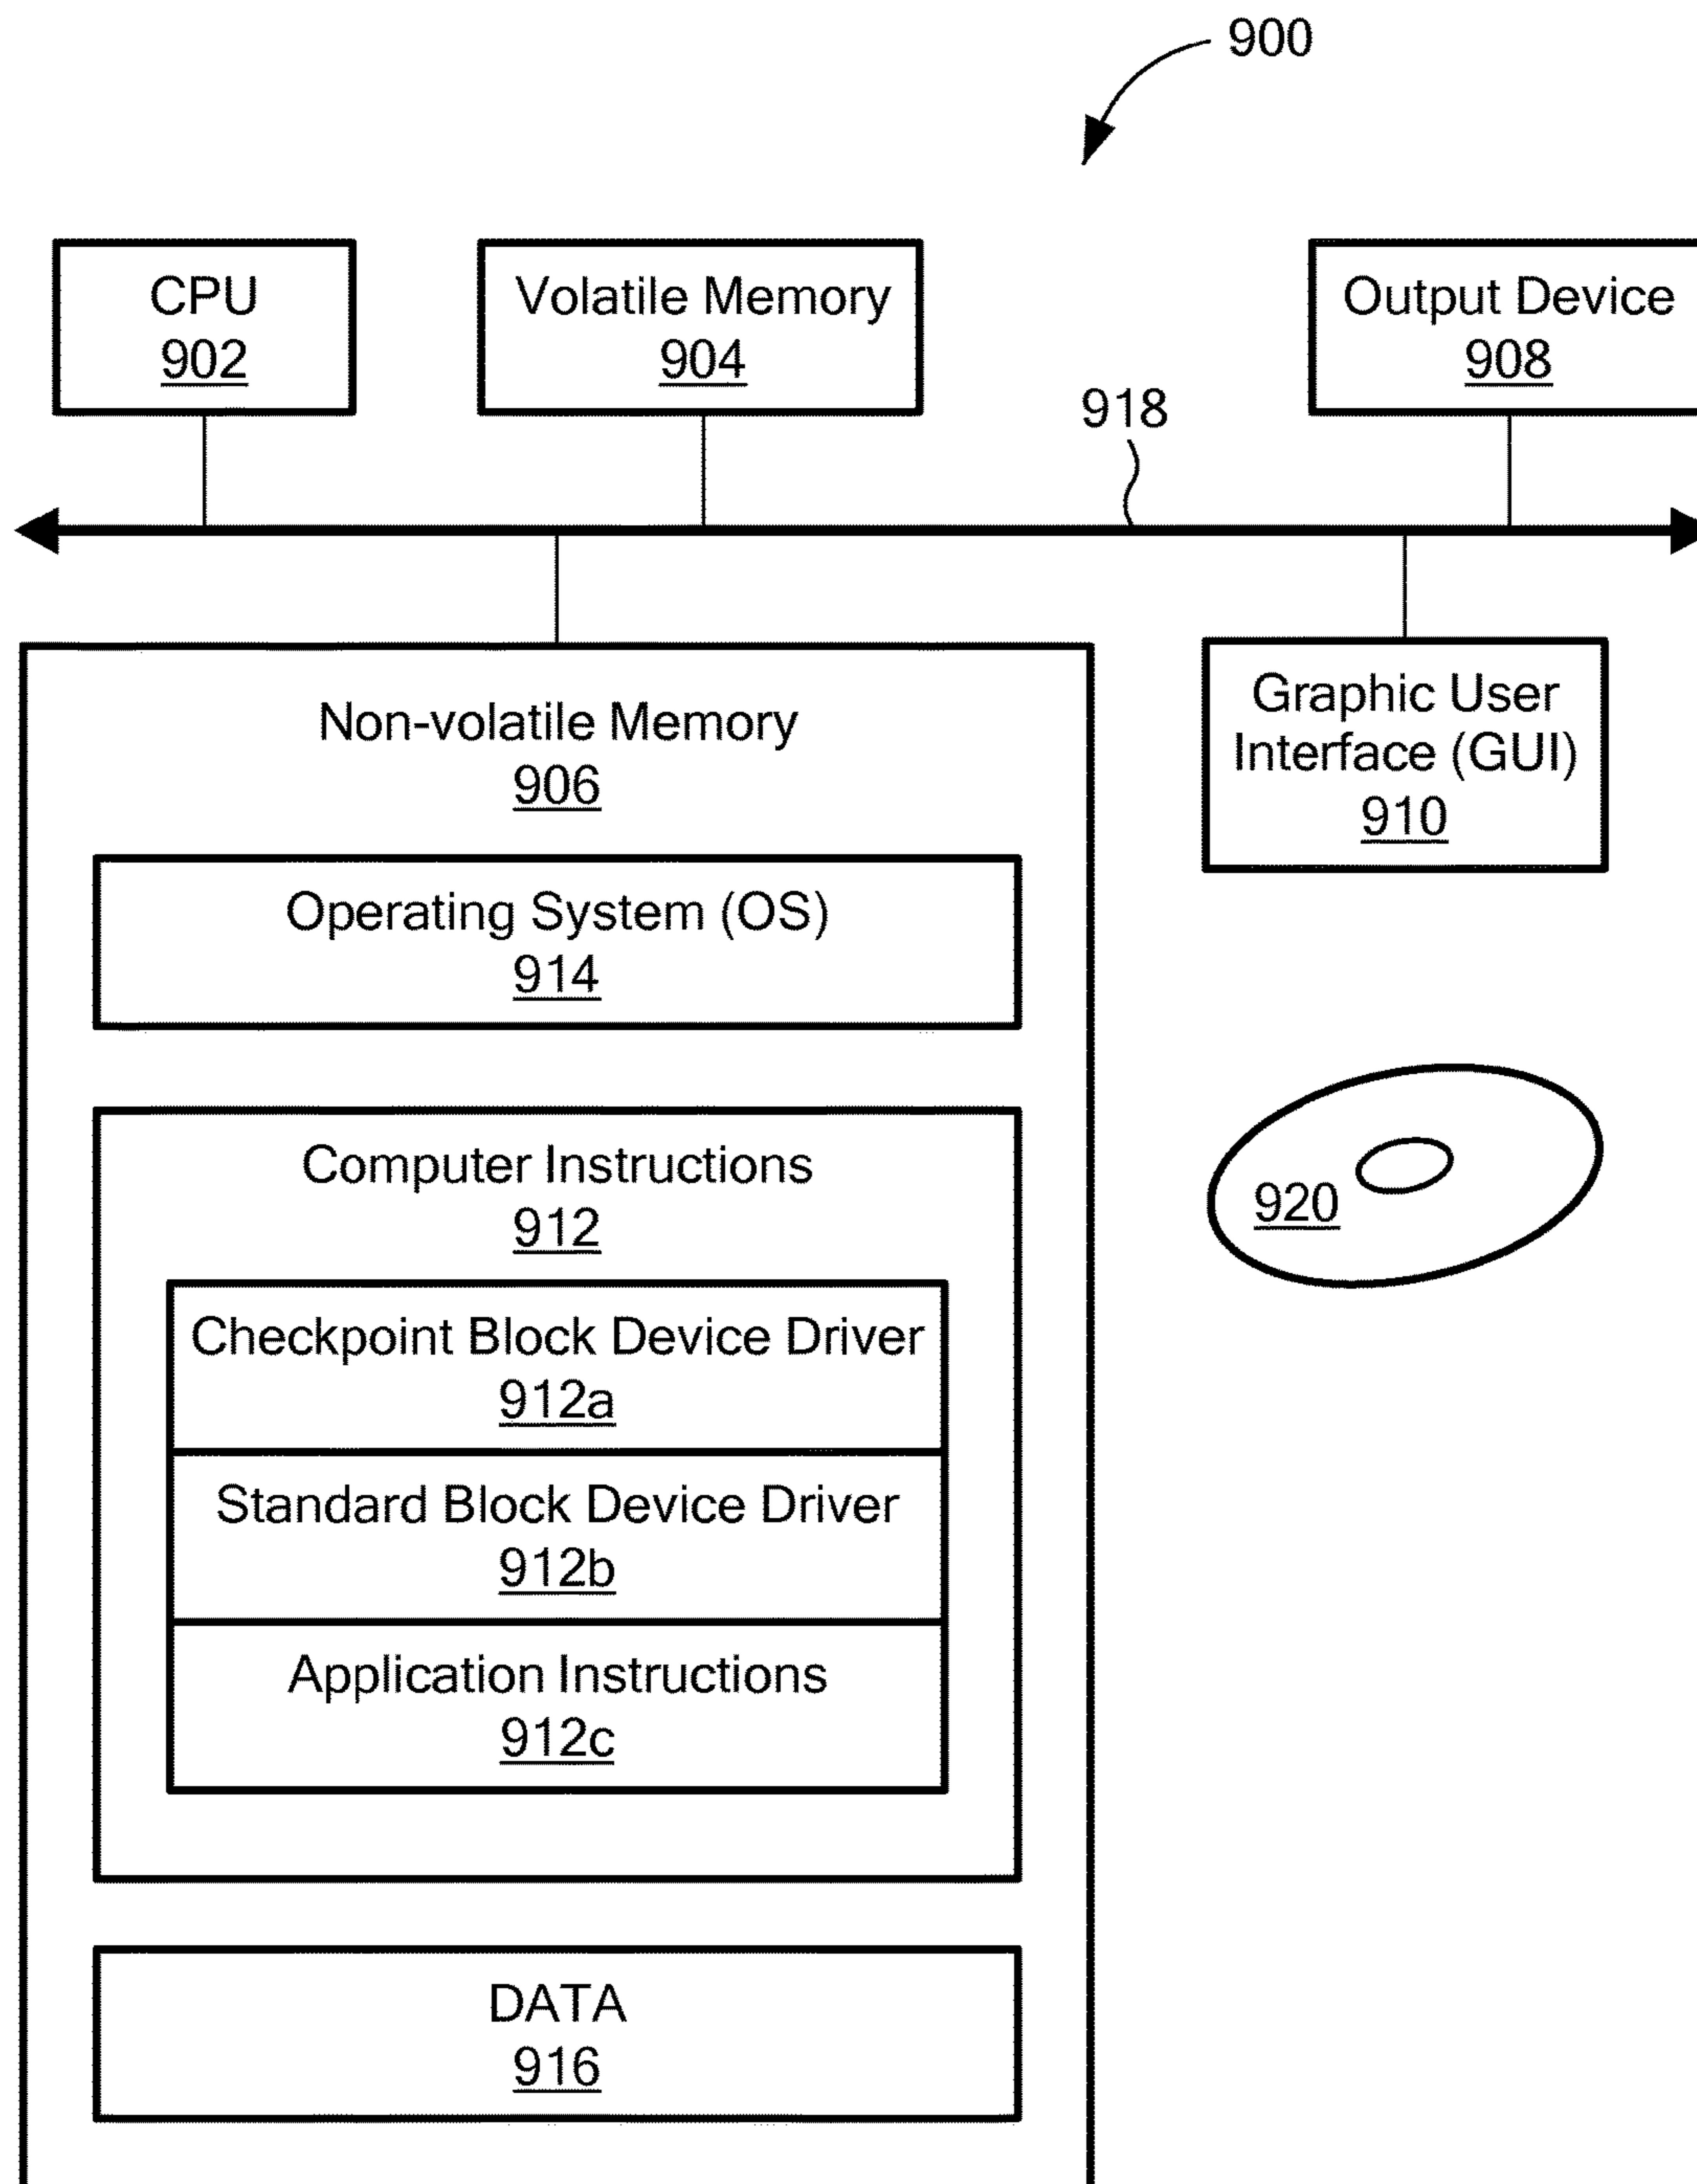 900
CPU
902
Volatile Memory
904
Output Device
908
918
Non-volatile Memory
906
Graphic User
Interface (GUI)
910
Operating System (OS)
914
Computer Instructions
912
920
Checkpoint Block Device Driver
912a
Standard Block Device Driver
912b
Application Instructions
912c
DATA
916